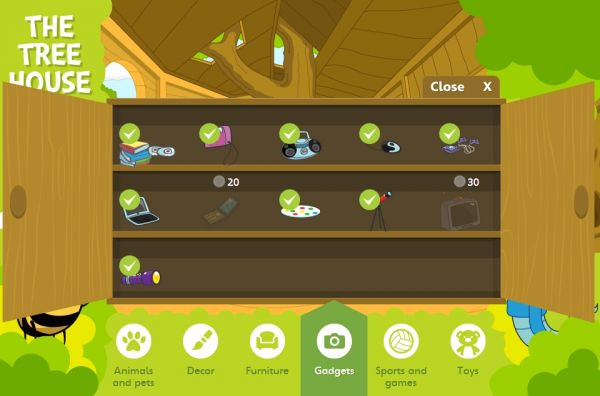 THE
TREE
HOUSE
Close X
20
30
Animals
and pets
Decor
Furniture
Gadgets
Sports and
games
Toys